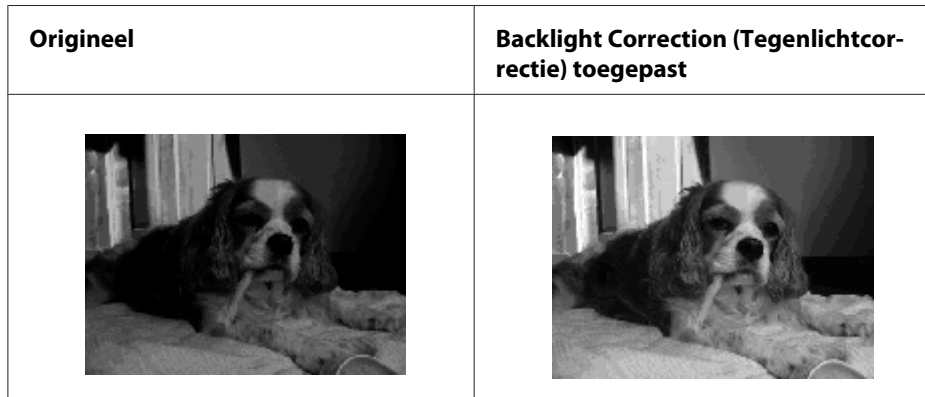 Origineel
Backlight Correction (Tegenlichtcor-
rectie) toegepast